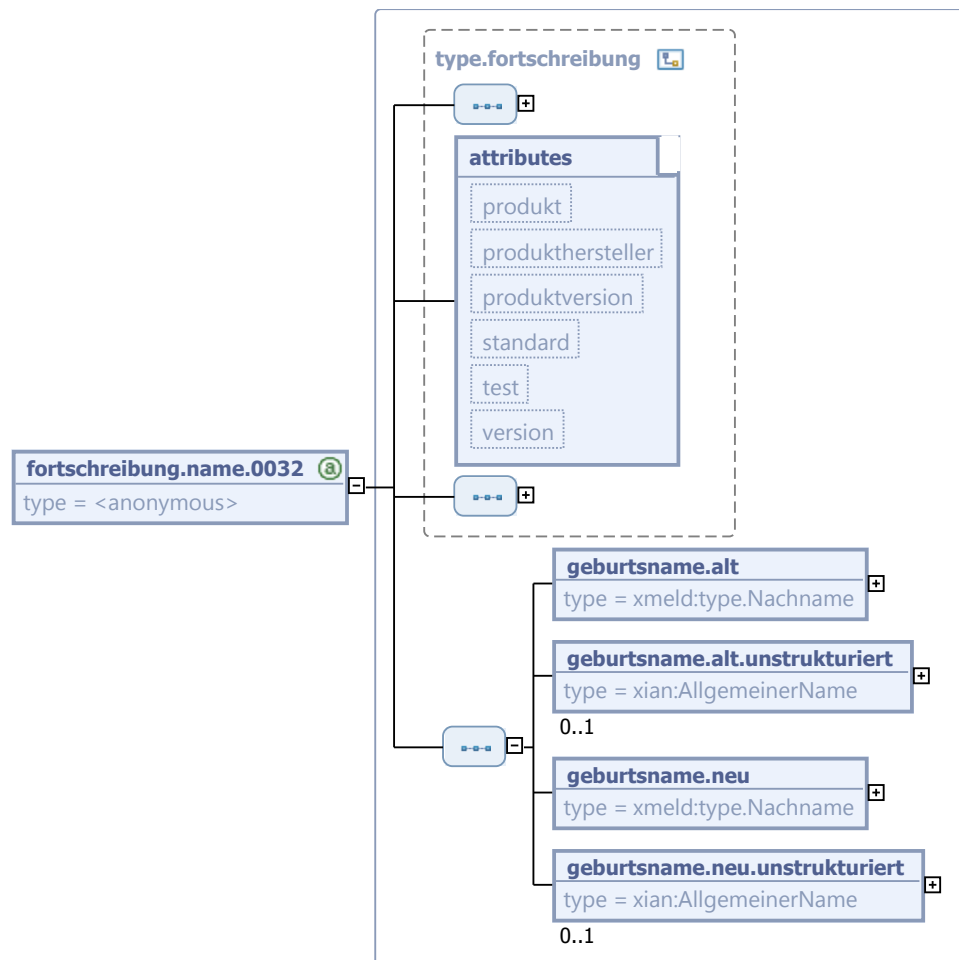 type.fortschreibung
attributes
produkt
produkthersteller
produktversion
standard
test
version
fortschreibung.name.0032 a
type = <anonymous>
geburtsname.alt
type = xmeld:type.Nachname
geburtsname.alt.unstrukturiert
type = xian:AllgemeinerName
0..1
geburtsname.neu
type = xmeld:type.Nachname
geburtsname.neu.unstrukturiert
type = xian:AllgemeinerName
0..1